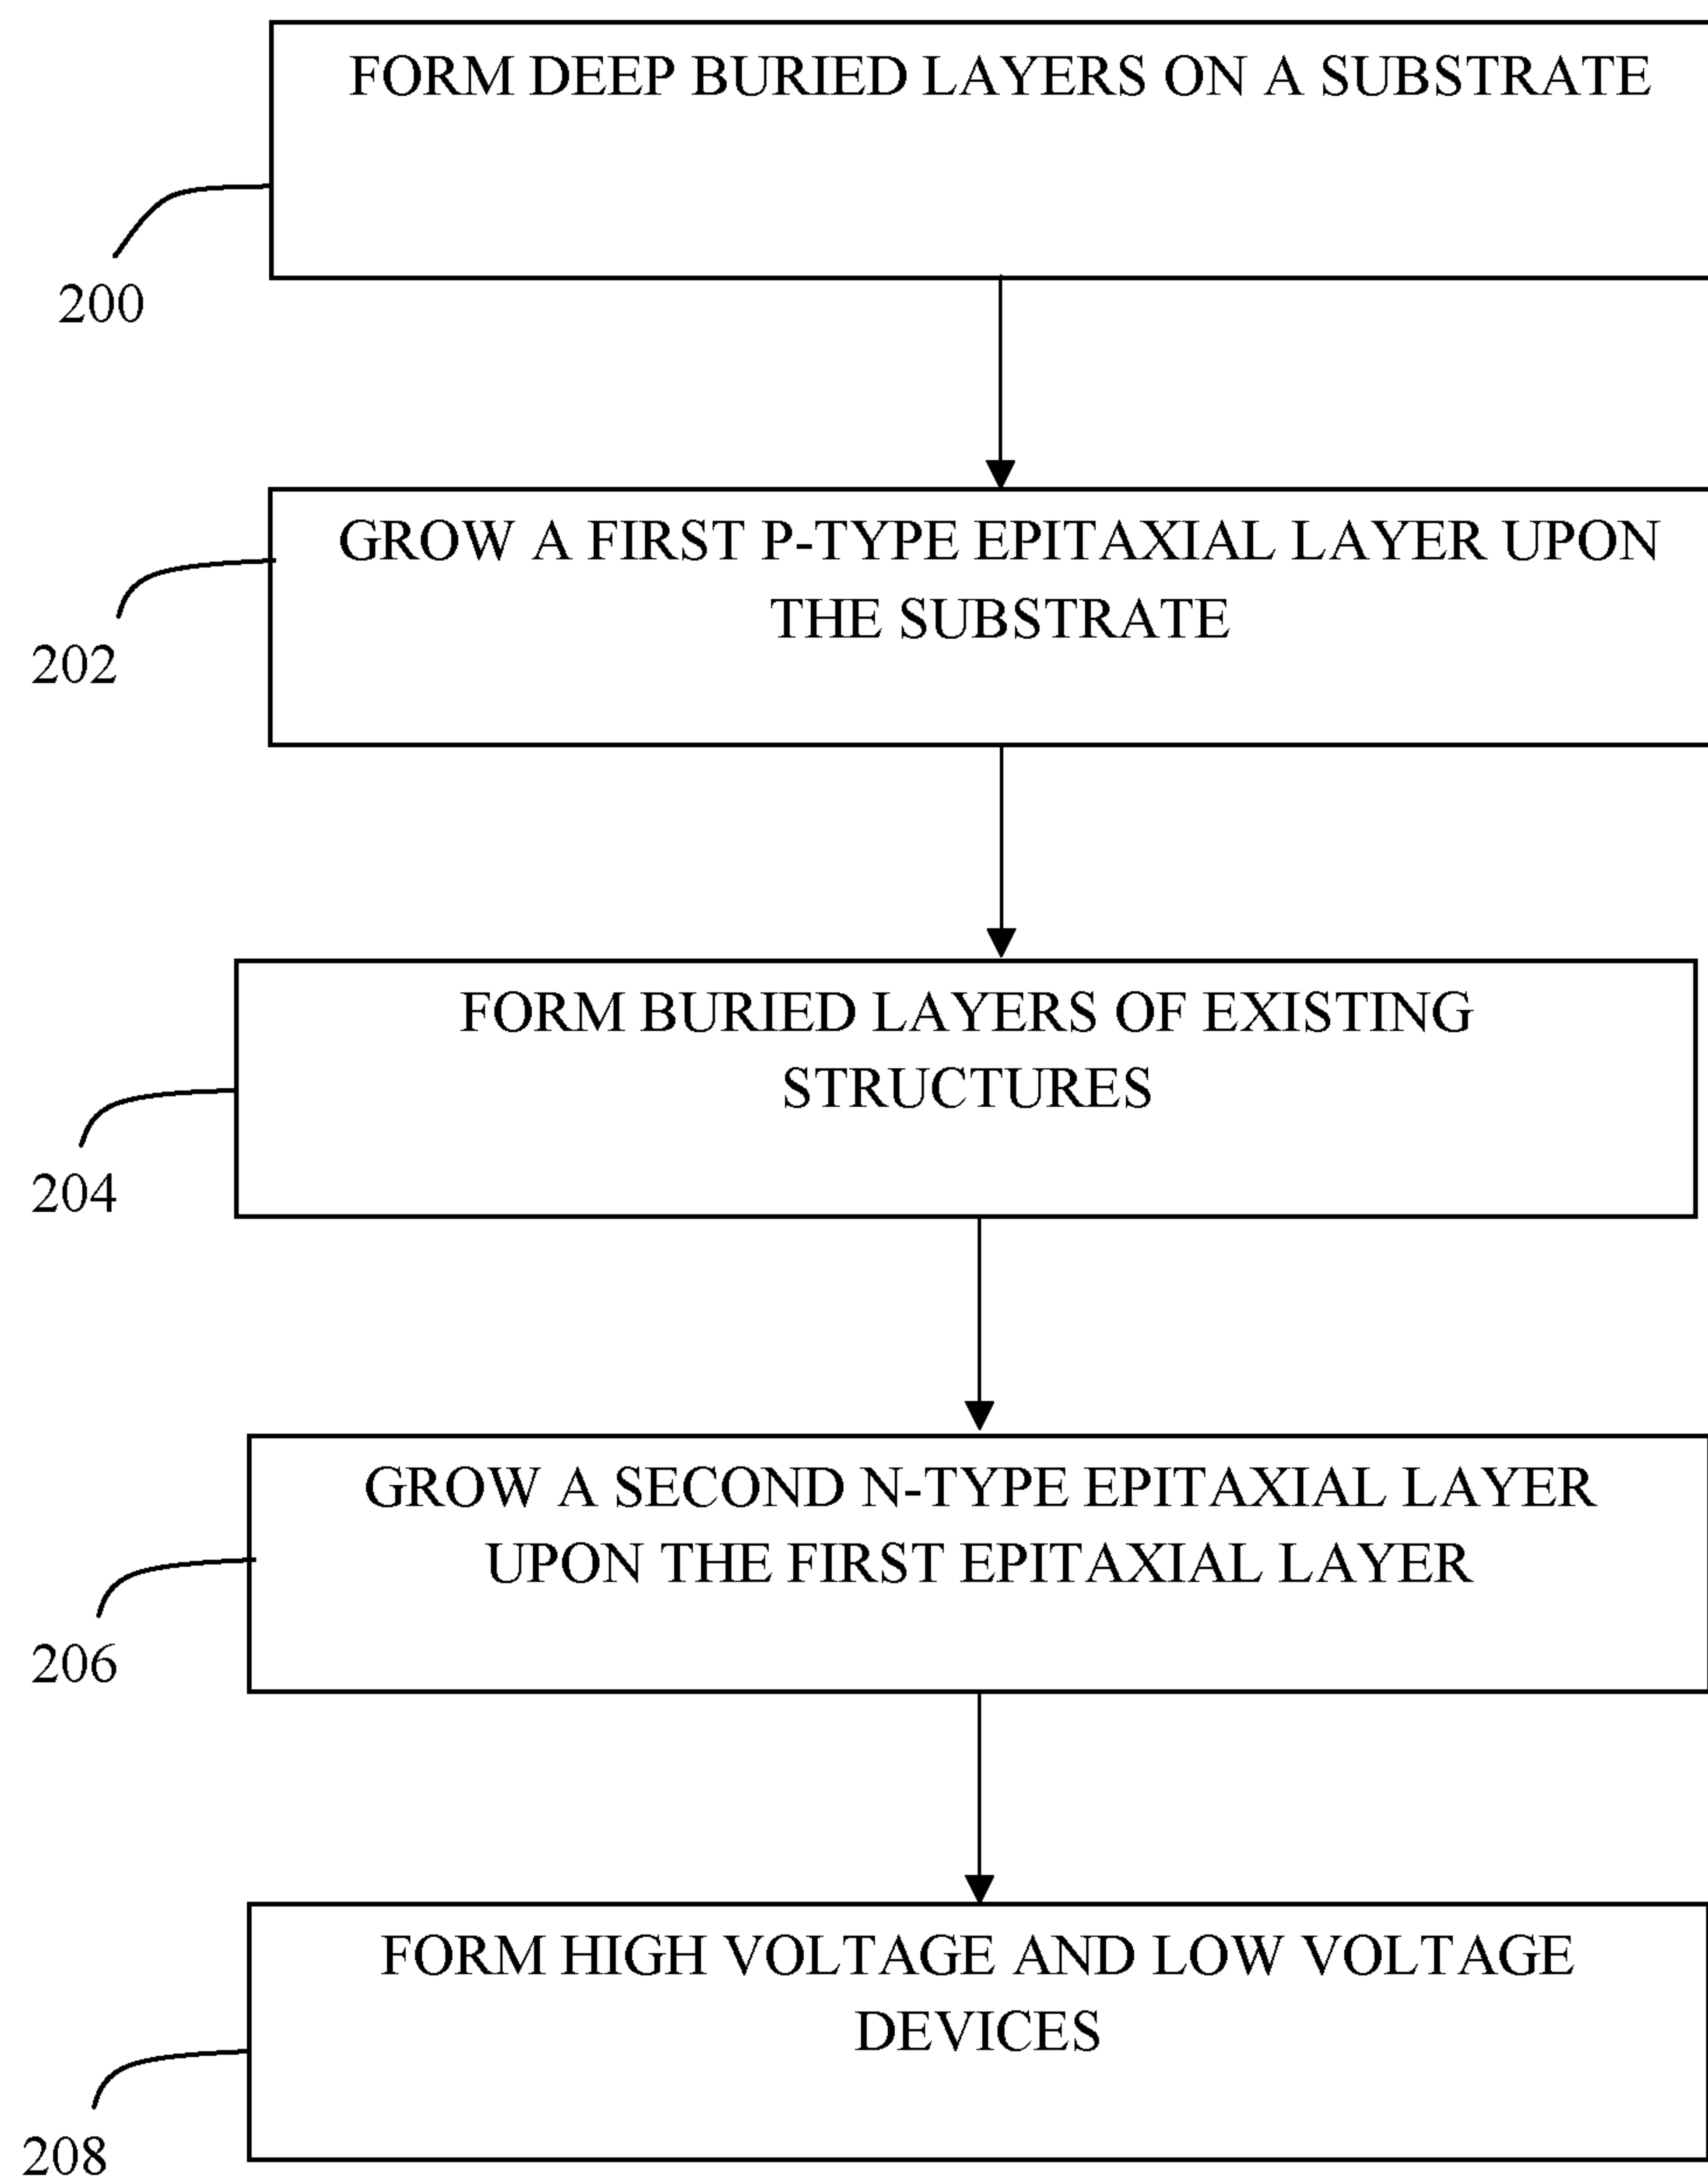 FORM DEEP BURIED LAYERS ON A SUBSTRATE
200
GROW A FIRST P-TYPE EPITAXIAL LAYER UPON
THE SUBSTRATE
202
FORM BURIED LAYERS OF EXISTING
STRUCTURES
204
GROW A SECOND N-TYPE EPITAXIAL LAYER
UPON THE FIRST EPITAXIAL LAYER
206
FORM HIGH VOLTAGE AND LOW VOLTAGE
DEVICES
208